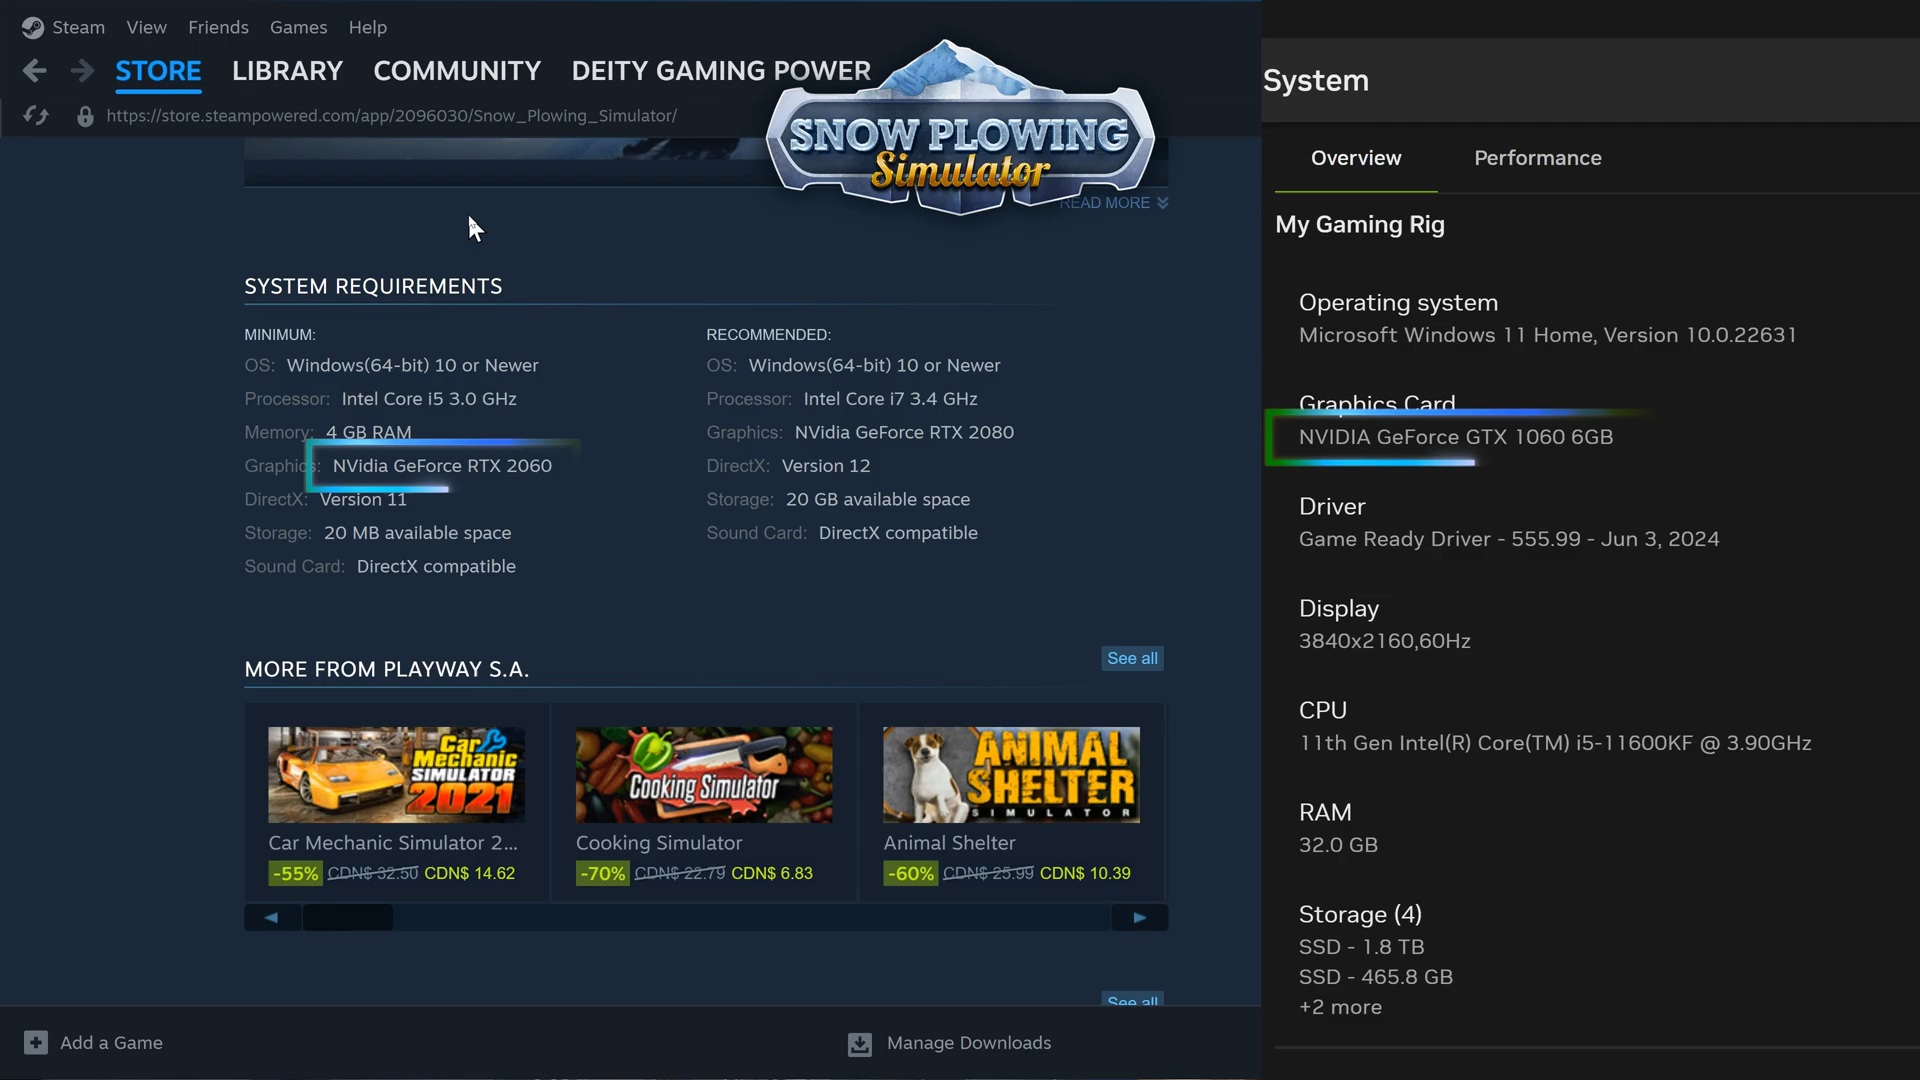 Steam View Friends Games Help
STORE LIBRARY COMMUNITY DEITY GAMING POWER
https://store.steampowered.com/app/2096030/Snow_Plowing_Simulator/
SNOW PLOWING
Simulator
READ MORE
SYSTEM REQUIREMENTS
MINIMUM:
OS: Windows(64-bit) 10 or Newer
Processor: Intel Core i5 3.0 GHz
Memory: 4 GB RAM
Graphics: NVidia GeForce RTX 2060
DirectX: Version 11
Storage: 20 MB available space
Sound Card: DirectX compatible
RECOMMENDED:
OS: Windows(64-bit) 10 or Newer
Processor: Intel Core i7 3.4 GHz
Graphics: NVidia GeForce RTX 2080
DirectX: Version 12
Storage: 20 GB available space
Sound Card: DirectX compatible
MORE FROM PLAYWAY S.A.
See all
Car Mechanic
SIMULATOR
2021
Cooking Simulator
ANIMAL
SHELTER
SIMULATOR
Car Mechanic Simulator 2...
-55% CDN$ 32.50 CDN$ 14.62
Cooking Simulator
-70% CDN$ 22.79 CDN$ 6.83
Animal Shelter
-60% CDN$ 25.99 CDN$ 10.39
See all
Add a Game
Manage Downloads
System
Overview Performance
My Gaming Rig
Operating system
Microsoft Windows 11 Home, Version 10.0.22631
Graphics Card
NVIDIA GeForce GTX 1060 6GB
Driver
Game Ready Driver - 555.99 - Jun 3, 2024
Display
3840x2160,60Hz
CPU
11th Gen Intel(R) Core(TM) i5-11600KF @ 3.90GHz
RAM
32.0 GB
Storage (4)
SSD - 1.8 TB
SSD - 465.8 GB
+2 more